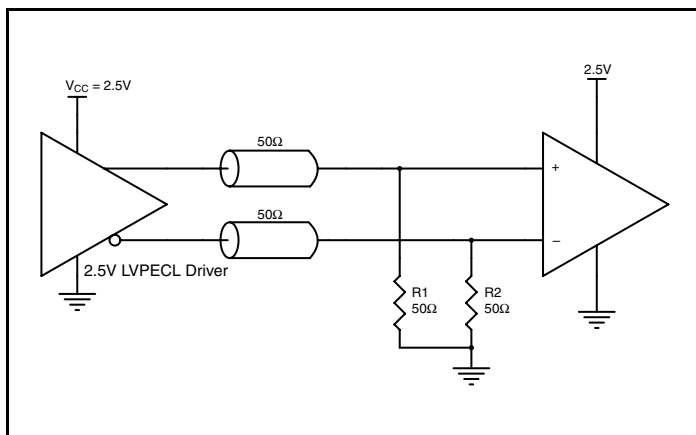 V_CC = 2.5V
2.5V
50Ω
+
50Ω
−
2.5V LVPECL Driver
R1
50Ω
R2
50Ω